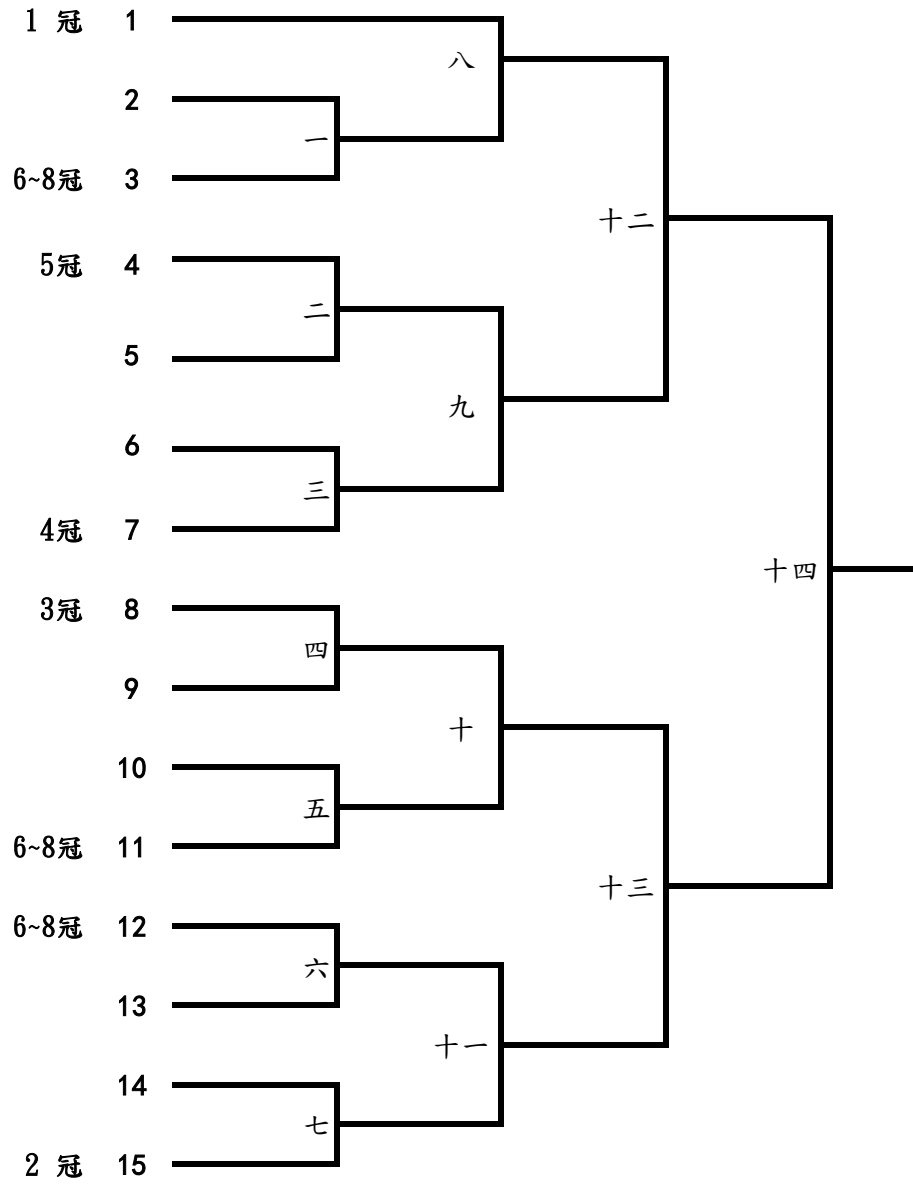 1 冠 1
八
2
一
6~8冠 3
十二
5冠 4
二
5
九
6
三
4冠 7
十四
3冠 8
四
9
十
10
五
6~8冠 11
十三
6~8冠 12
六
13
十一
14
七
2 冠 15